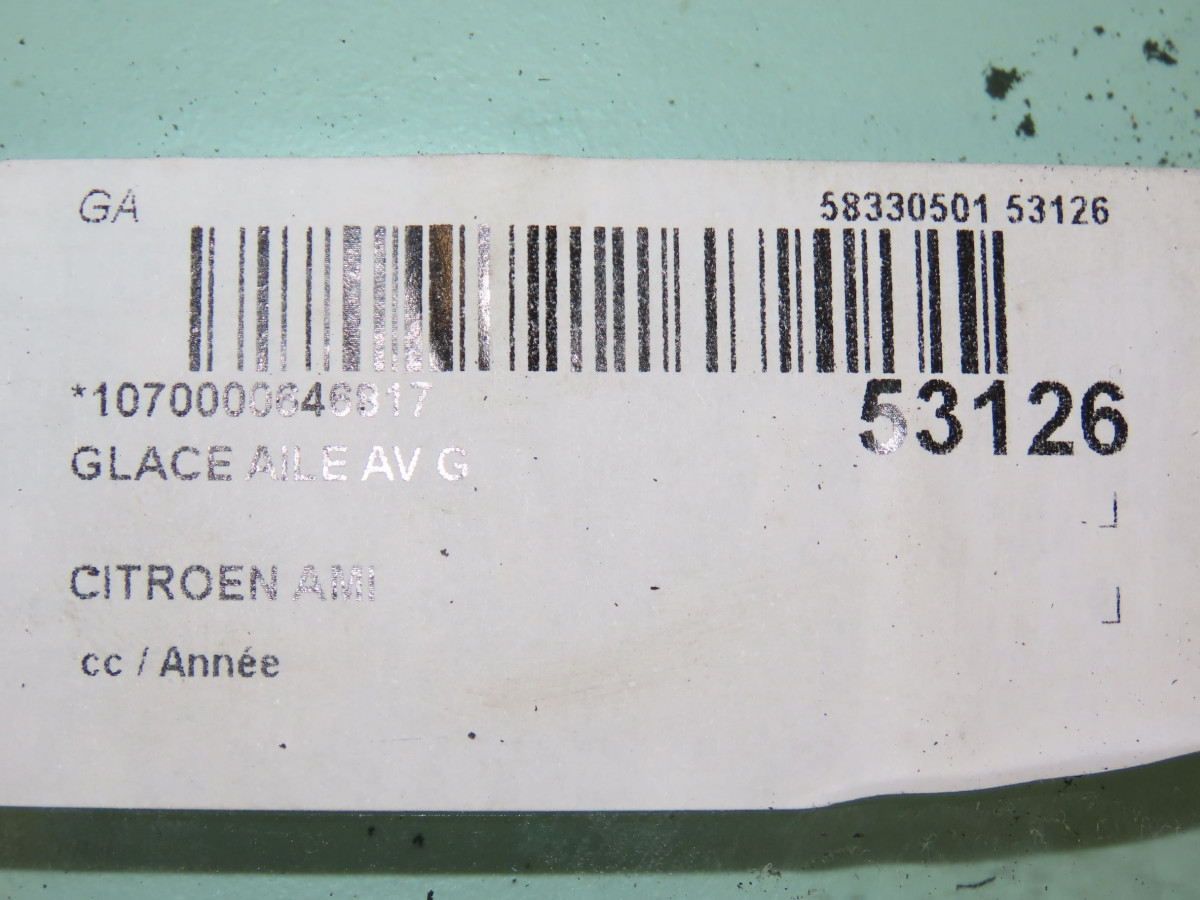 GA
58330501 53126
*1070000646817
53126
GLACE AILE AV G
CITROEN AMI
cc / Année